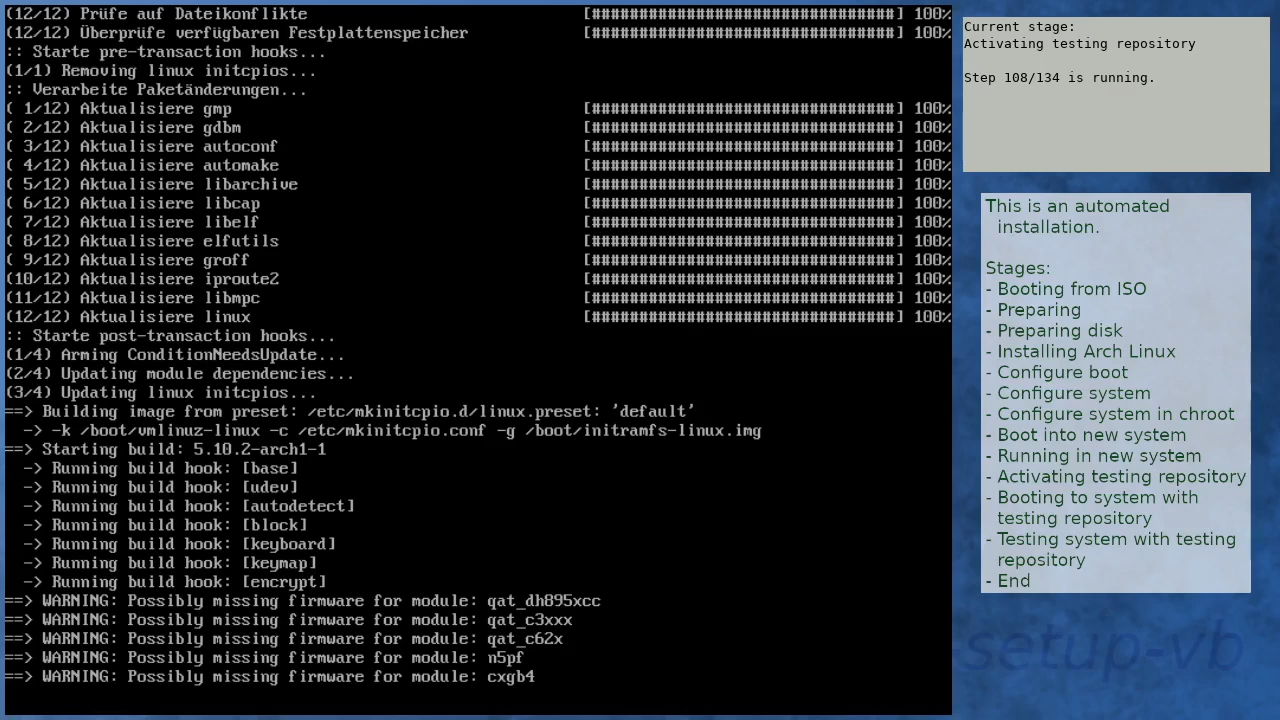 (12/12) Prüfe auf Dateikonflikte [################################] 100%
(12/12) Überprüfe verfügbaren Festplattenspeicher [################################] 100%
:: Starte pre-transaction hooks...
(1/1) Removing linux initcpios...
:: Verarbeite Paketänderungen...
( 1/12) Aktualisiere gmp [################################] 100%
( 2/12) Aktualisiere gdbm [################################] 100%
( 3/12) Aktualisiere autoconf [################################] 100%
( 4/12) Aktualisiere automake [################################] 100%
( 5/12) Aktualisiere libarchive [################################] 100%
( 6/12) Aktualisiere libcap [################################] 100%
( 7/12) Aktualisiere libelf [################################] 100%
( 8/12) Aktualisiere elfutils [################################] 100%
( 9/12) Aktualisiere groff [################################] 100%
(10/12) Aktualisiere iproute2 [################################] 100%
(11/12) Aktualisiere libmpc [################################] 100%
(12/12) Aktualisiere linux [################################] 100%
:: Starte post-transaction hooks...
(1/4) Arming ConditionNeedsUpdate...
(2/4) Updating module dependencies...
(3/4) Updating linux initcpios...
==> Building image from preset: /etc/mkinitcpio.d/linux.preset: 'default'
-> -k /boot/vmlinuz-linux -c /etc/mkinitcpio.conf -g /boot/initramfs-linux.img
==> Starting build: 5.10.2-arch1-1
-> Running build hook: [base]
-> Running build hook: [udev]
-> Running build hook: [autodetect]
-> Running build hook: [block]
-> Running build hook: [keyboard]
-> Running build hook: [keymap]
-> Running build hook: [encrypt]
==> WARNING: Possibly missing firmware for module: qat_dh895xcc
==> WARNING: Possibly missing firmware for module: qat_c3xxx
==> WARNING: Possibly missing firmware for module: qat_c62x
==> WARNING: Possibly missing firmware for module: n5pf
==> WARNING: Possibly missing firmware for module: cxgb4
Current stage:
Activating testing repository
Step 108/134 is running.
This is an automated
installation.
Stages:
- Booting from ISO
- Preparing
- Preparing disk
- Installing Arch Linux
- Configure boot
- Configure system
- Configure system in chroot
- Boot into new system
- Running in new system
- Activating testing repository
- Booting to system with
testing repository
- Testing system with testing
repository
- End
setup-vb